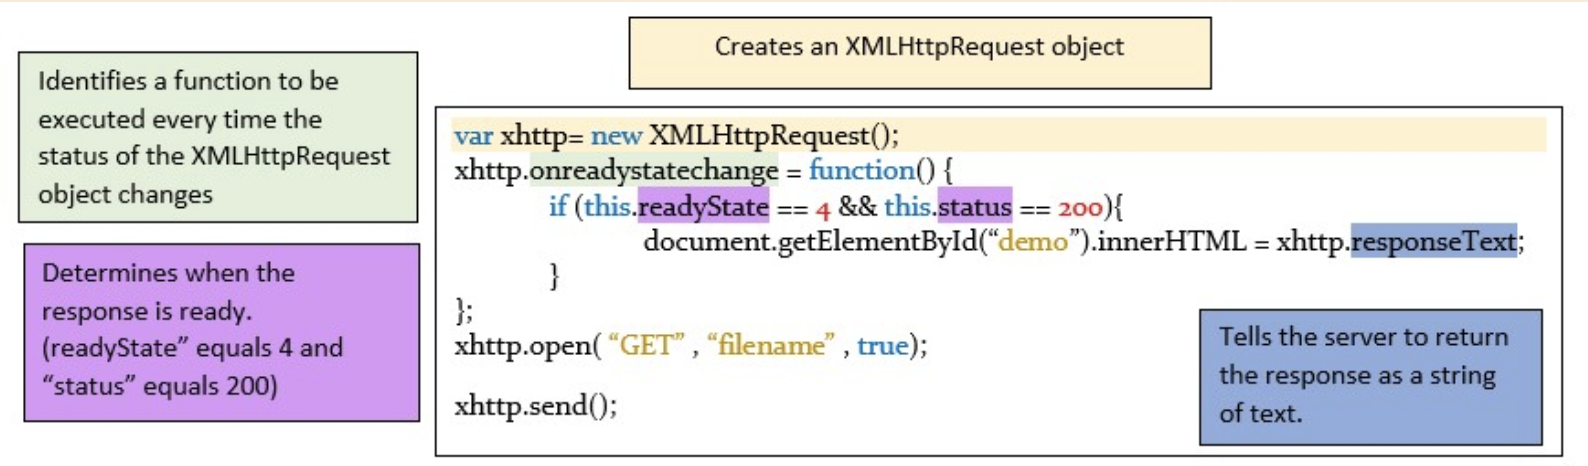 Creates an XMLHttpRequest object
Identifies a function to be
executed every time the
status of the XMLHttpRequest
object changes
Determines when the
response is ready.
(readyState” equals 4 and
“status” equals 200)
var xhttp= new XMLHttpRequest();
xhttp.onreadystatechange = function() {
if (this.readyState == 4 && this.status == 200){
document.getElementById(“demo”).innerHTML = xhttp.responseText;
}
};
xhttp.open( “GET” , “filename” , true);
xhttp.send();
Tells the server to return
the response as a string
of text.